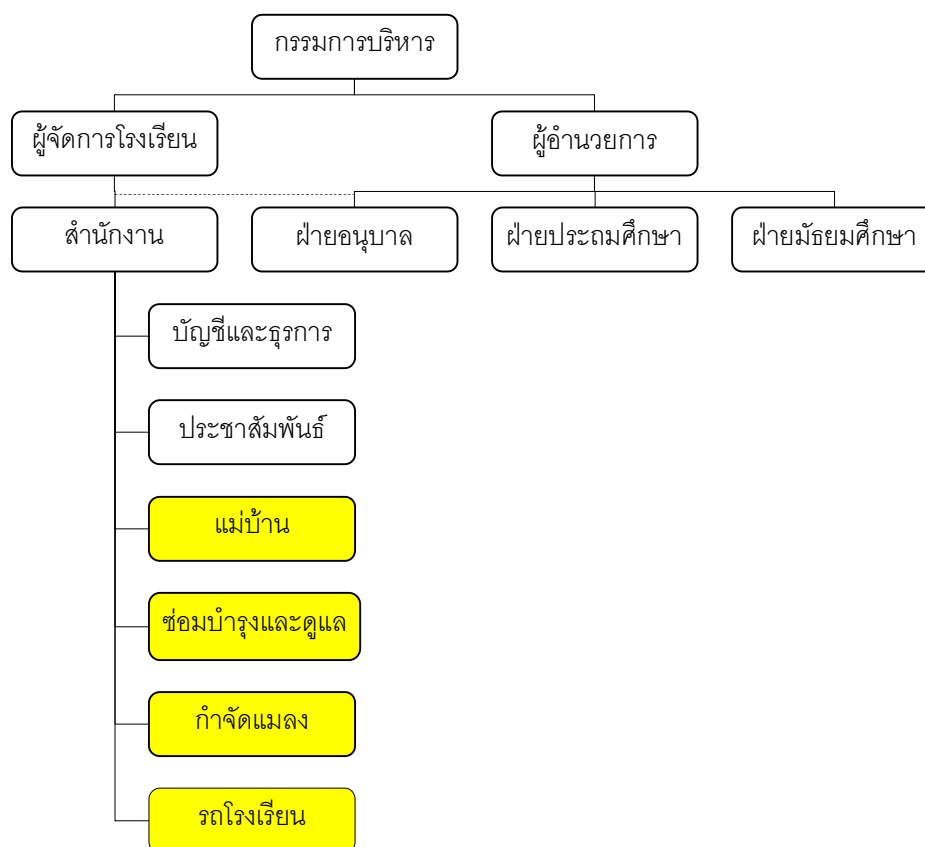 กรรมการบริหาร
ผู้จัดการโรงเรียน
ผู้อำนวยการ
สำนักงาน
ฝ่ายอนุบาล
ฝ่ายประถมศึกษา
ฝ่ายมัธยมศึกษา
บัญชีและธุรการ
ประชาสัมพันธ์
แม่บ้าน
ซ่อมบำรุงและดูแล
กำจัดแมลง
รถโรงเรียน